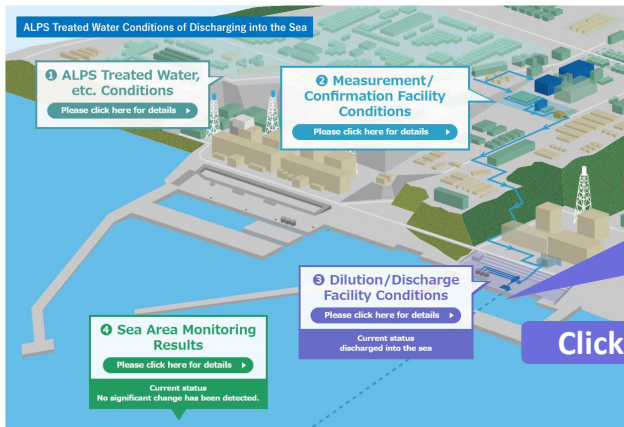 ALPS Treated Water Conditions of Discharging into the Sea
❶ ALPS Treated Water,
etc. Conditions
Please click here for details
❷ Measurement/
Confirmation Facility
Conditions
Please click here for details
❸ Dilution/Discharge
Facility Conditions
Please click here for details
Current status
discharged into the sea
❹ Sea Area Monitoring
Results
Please click here for details
Current status
No significant change has been detected.
Click